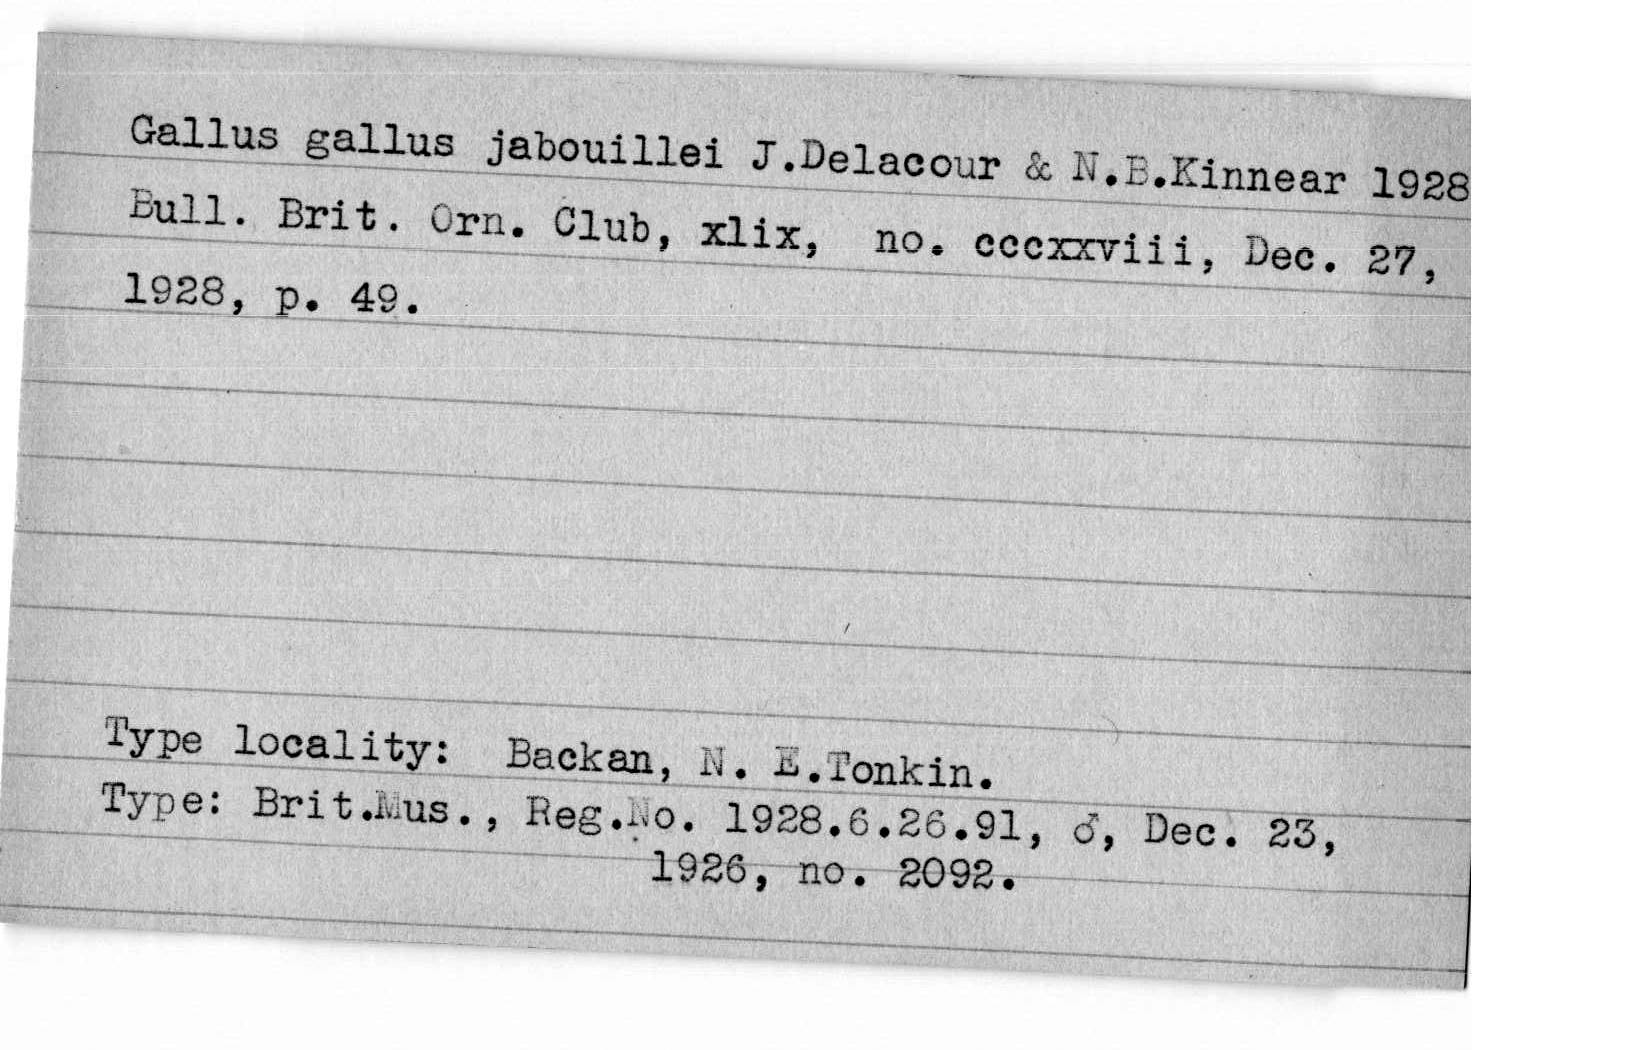 Gallus gallus jabouillei J.Delacour & N.B.Kinnear 1928
Bull. Brit. Orn. Club, xlix, no. cccxxviii, Dec. 27,
1928, p. 49.
Type locality: Backan, N. E.Tonkin.
Type: Brit.Mus., Reg.No. 1928.6.26.91, ♂, Dec. 23,
1926, no. 2092.